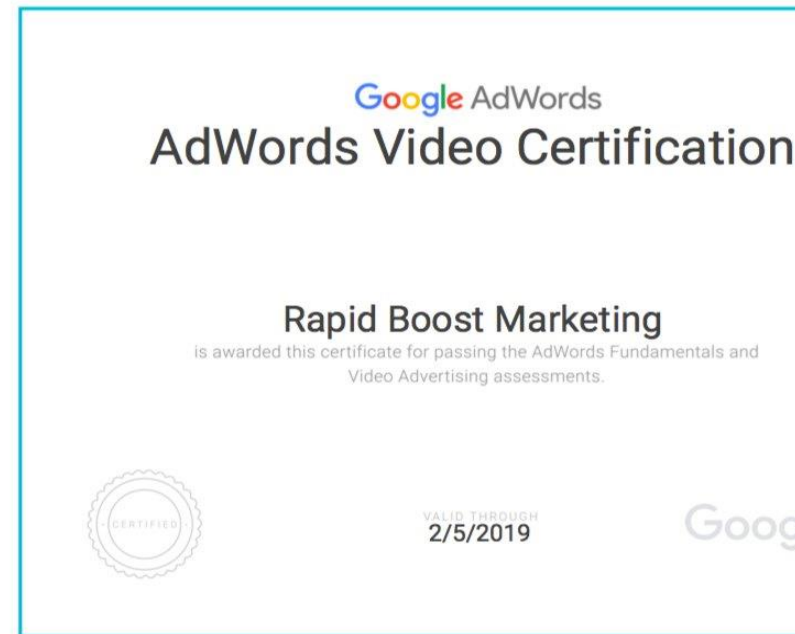 Google AdWords
AdWords Video Certification
Rapid Boost Marketing
is awarded this certificate for passing the AdWords Fundamentals and
Video Advertising assessments.
CERTIFIED
VALID THROUGH
2/5/2019
Goog